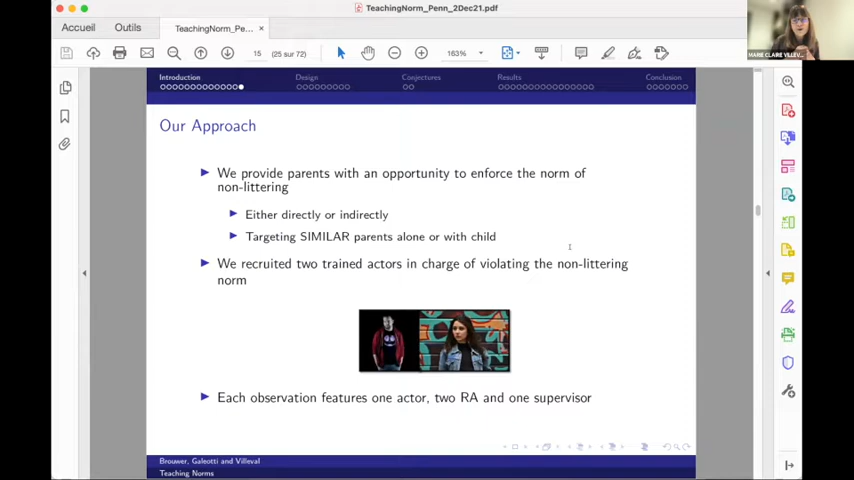 TeachingNorm_Penn_2Dec21.pdf
Accueil Outils TeachingNorm_Pe... ×
15 (25 sur 72) 163%
MARIE CLAIRE VILLEV...
Introduction Design Conjectures Results Conclusion
Our Approach
We provide parents with an opportunity to enforce the norm of
non-littering
Either directly or indirectly
Targeting SIMILAR parents alone or with child
We recruited two trained actors in charge of violating the non-littering
norm
Each observation features one actor, two RA and one supervisor
Brouwer, Galeotti and Villeval
Teaching Norms